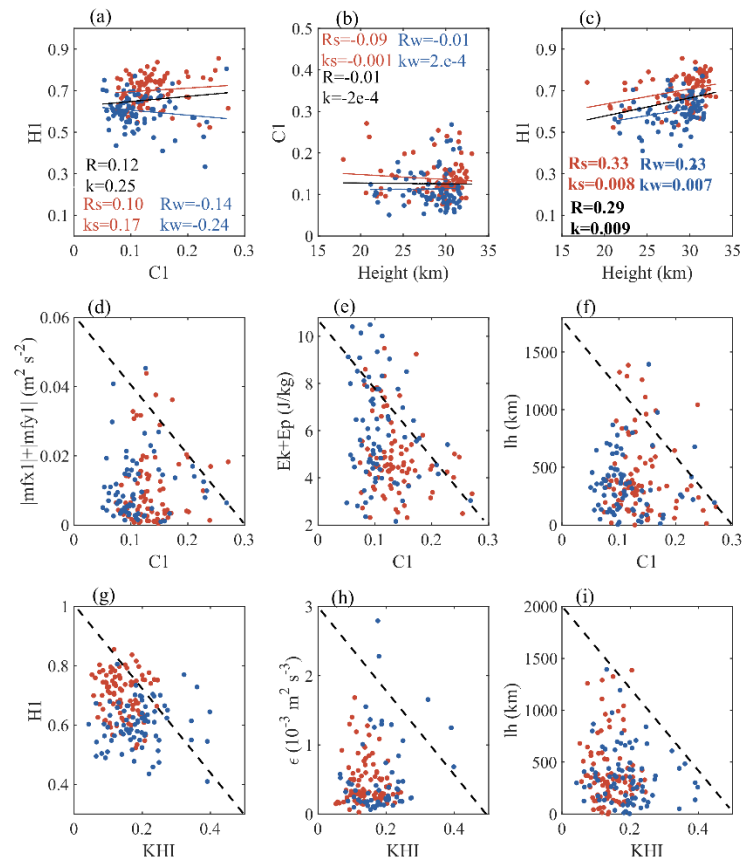 (a)
H1
0.9
0.7
0.5
0.3
0.1
R=0.12
k=0.25
Rs=0.10
ks=0.17
Rw=-0.14
kw=-0.24
0
0.1
0.2
0.3
C1
(b)
C1
0.5
0.4
0.3
0.2
0.1
0
Rs=-0.09
ks=-0.001
Rw=-0.01
kw=2.e-4
R=-0.01
k=-2e-4
15
20
25
30
35
Height (km)
(c)
H1
0.9
0.7
0.5
0.3
0.1
Rs=0.33
ks=0.008
Rw=0.23
kw=0.007
R=0.29
k=0.009
15
20
25
30
35
Height (km)
(d)
|mfx1|+|mfy1| (m² s⁻²)
0.06
0.04
0.02
0
0
0.1
0.2
0.3
C1
(e)
Ek+Ep (J/kg)
10
8
6
4
2
0
0.1
0.2
0.3
C1
(f)
lh (km)
1500
1000
500
0
0
0.1
0.2
0.3
C1
(g)
H1
1
0.8
0.6
0.4
0
0.2
0.4
KHI
(h)
ϵ (10⁻³ m² s⁻³)
3
2
1
0
0
0.2
0.4
KHI
(i)
lh (km)
2000
1500
1000
500
0
0
0.2
0.4
KHI